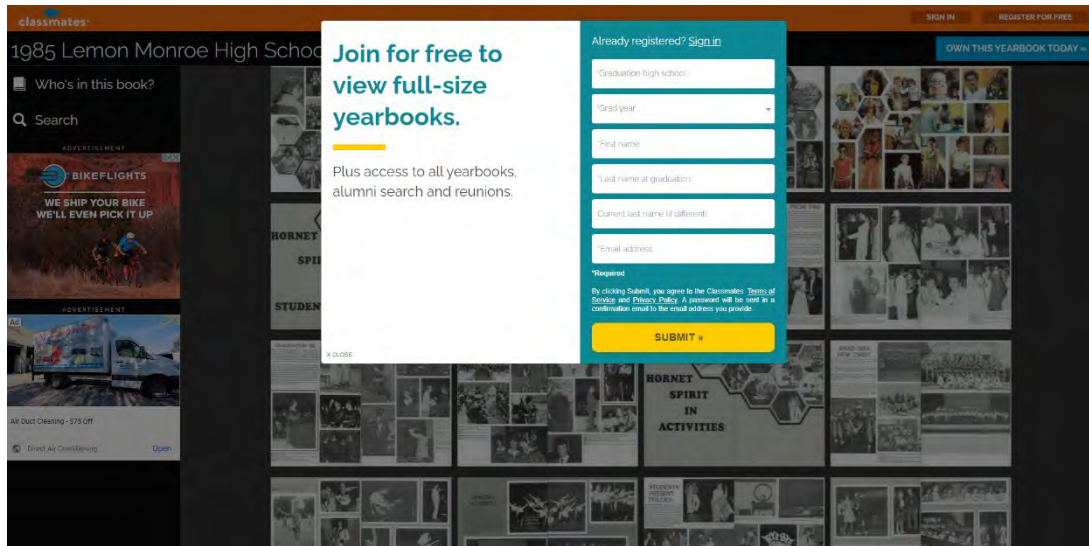 classmates
SIGN IN
REGISTER FOR FREE
1985 Lemon Monroe High Schoo
OWN THIS YEARBOOK TODAY »
Who's in this book?
Search
ADVERTISEMENT
BIKEFLIGHTS
WE SHIP YOUR BIKE
WE'LL EVEN PICK IT UP
ADVERTISEMENT
Ad
Air Duct Cleaning - $75 Off
Direct Air Conditioning
Open
Join for free to
view full-size
yearbooks.
Plus access to all yearbooks,
alumni search and reunions.
X CLOSE
Already registered? Sign in
*Graduation high school
*Grad year
*First name
*Last name at graduation
Current last name (if different)
*Email address
*Required
By clicking Submit, you agree to the Classmates Terms of
Service and Privacy Policy. A password will be sent in a
confirmation email to the email address you provide.
SUBMIT »
HORNET
SPI
STUDEN
HORNET
SPIRIT
IN
ACTIVITIES